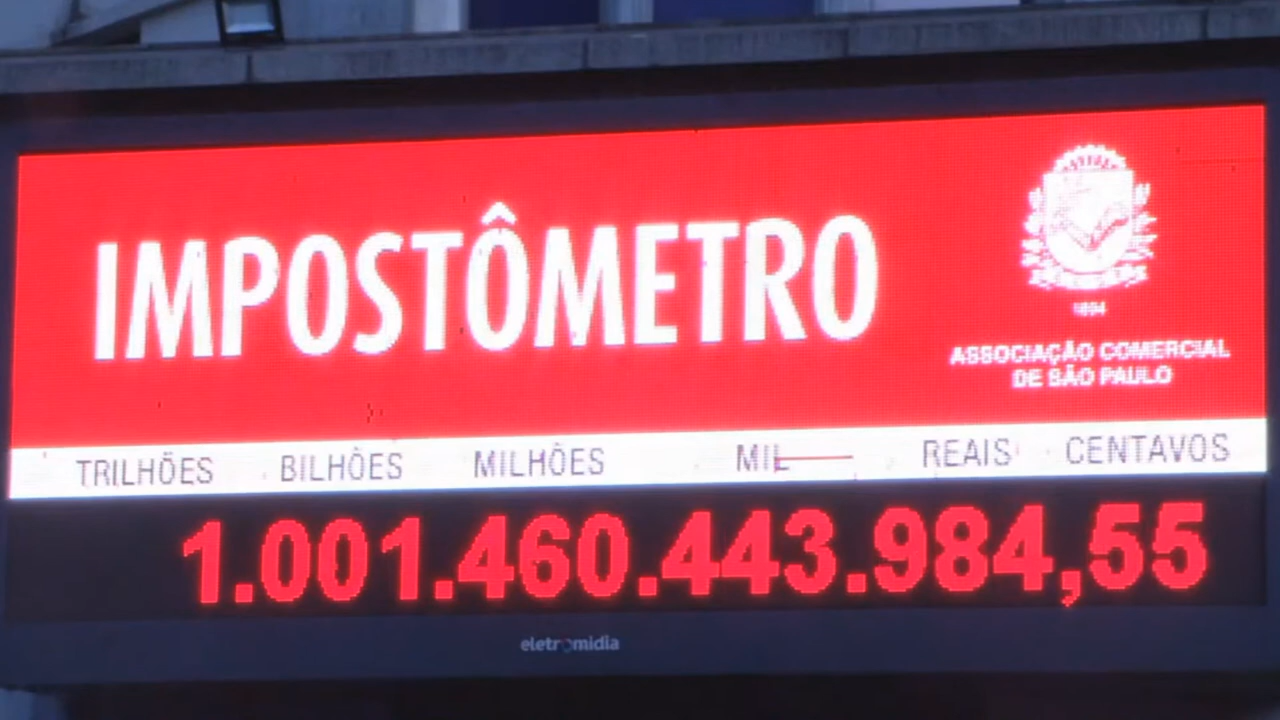 IMPOSTÔMETRO
1894
ASSOCIAÇÃO COMERCIAL
DE SÃO PAULO
TRILHÕES BILHÕES MILHÕES MIL REAIS CENTAVOS
1.001.460.443.984,55
eletromidia